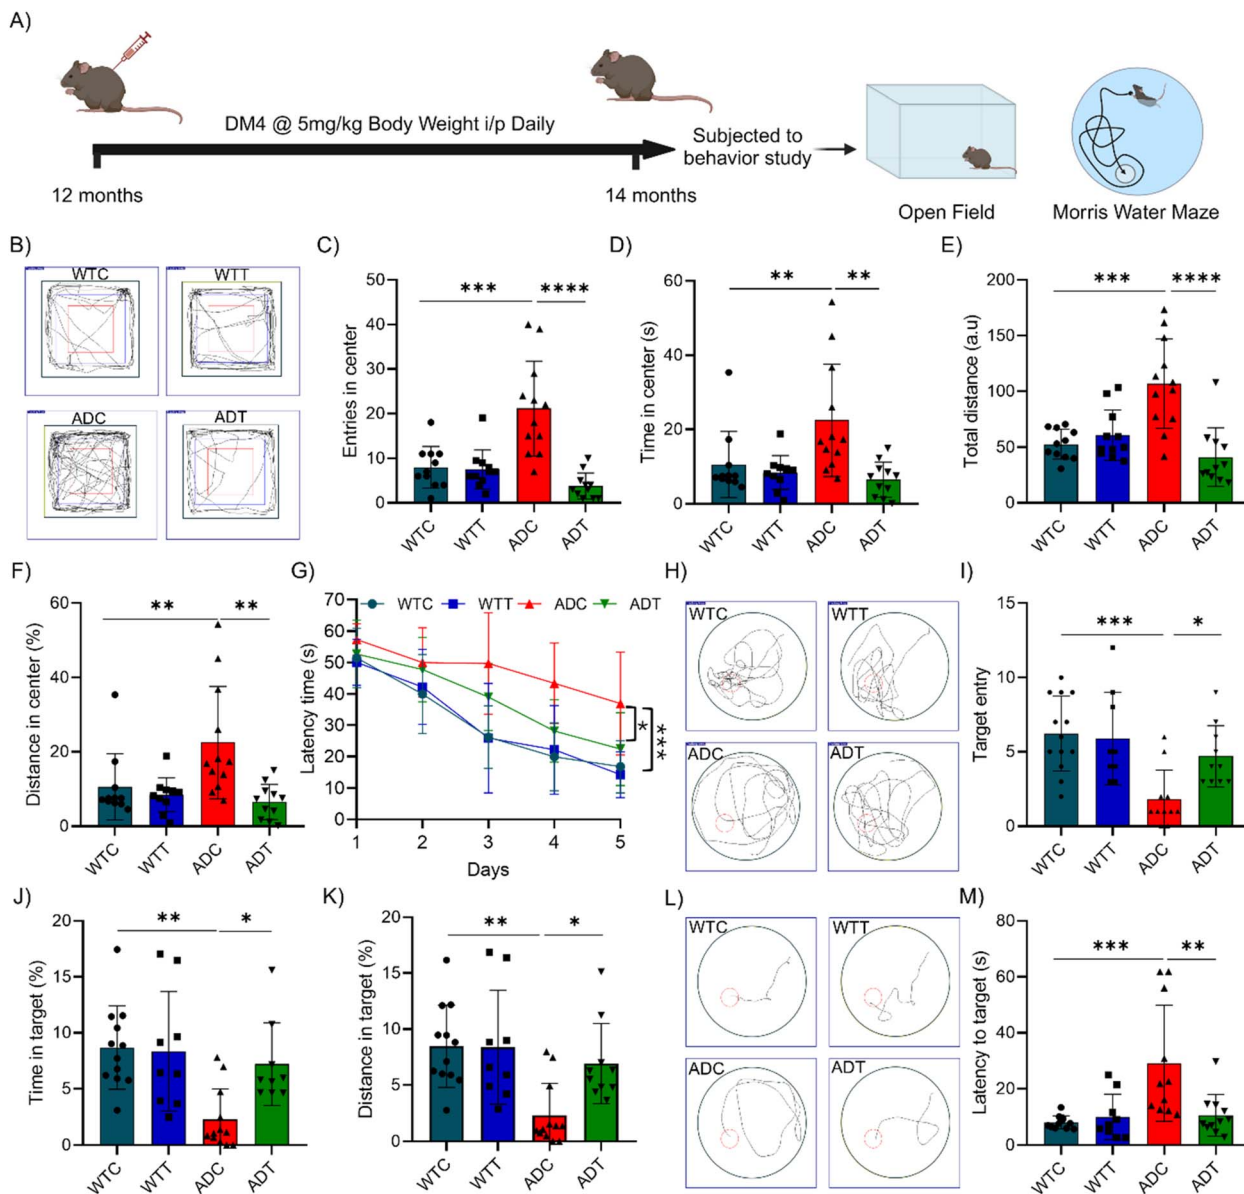 A)
DM4 @ 5mg/kg Body Weight i/p Daily
Subjected to
behavior study
12 months
14 months
Open Field
Morris Water Maze
B)
WTC
WTT
ADC
ADT
C)
Entries in center
50
40
30
20
10
0
***
****
WTC
WTT
ADC
ADT
D)
Time in center (s)
60
40
20
0
**
**
WTC
WTT
ADC
ADT
E)
Total distance (a.u)
200
150
100
50
0
***
****
WTC
WTT
ADC
ADT
F)
Distance in center (%)
60
40
20
0
**
**
WTC
WTT
ADC
ADT
G)
Latency time (s)
70
60
50
40
30
20
10
0
WTC
WTT
ADC
ADT
*
***
1
2
3
4
5
Days
H)
WTC
WTT
ADC
ADT
I)
Target entry
15
10
5
0
***
*
WTC
WTT
ADC
ADT
J)
Time in target (%)
20
15
10
5
0
**
*
WTC
WTT
ADC
ADT
K)
Distance in target (%)
20
15
10
5
0
**
*
WTC
WTT
ADC
ADT
L)
WTC
WTT
ADC
ADT
M)
Latency to target (s)
80
60
40
20
0
***
**
WTC
WTT
ADC
ADT